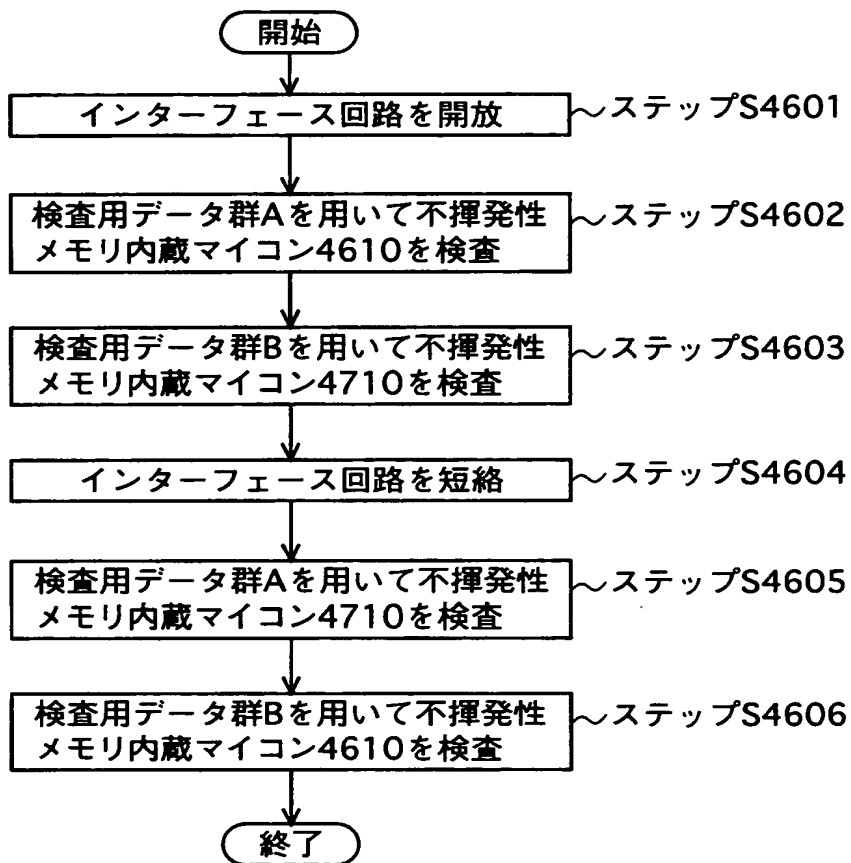 開始
インターフェース回路を開放
～ステップS4601
検査用データ群Aを用いて不揮発性
メモリ内蔵マイコン4610を検査
～ステップS4602
検査用データ群Bを用いて不揮発性
メモリ内蔵マイコン4710を検査
～ステップS4603
インターフェース回路を短絡
～ステップS4604
検査用データ群Aを用いて不揮発性
メモリ内蔵マイコン4710を検査
～ステップS4605
検査用データ群Bを用いて不揮発性
メモリ内蔵マイコン4610を検査
～ステップS4606
終了